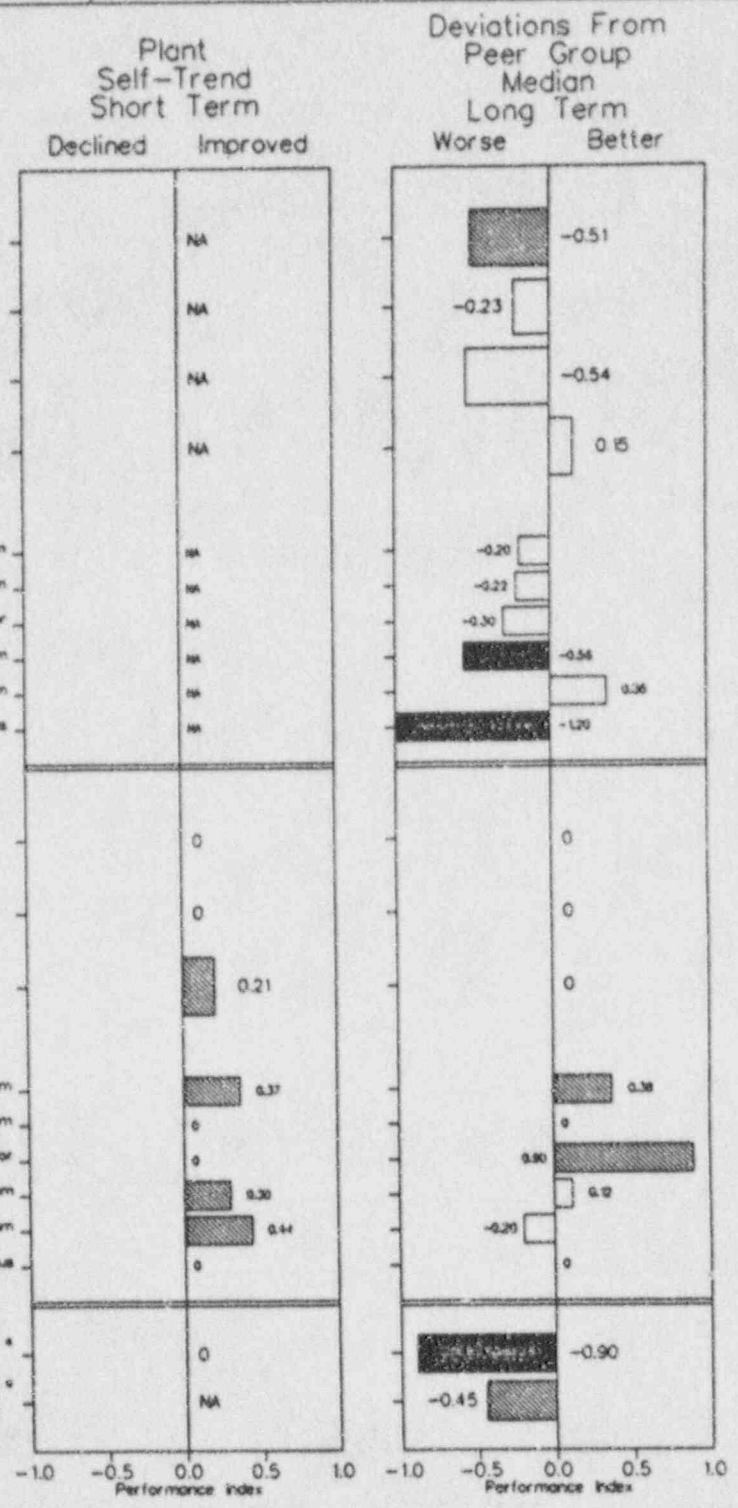 Plant
Self-Trend
Short Term
Declined Improved
NA
NA
NA
NA
NA
NA
NA
NA
NA
NA
0
0
0.21
0.37
0
0
0.30
0.44
0
0
NA
-1.0 -0.5 0.0 0.5 1.0
Performance Index
Deviations From
Peer Group
Median
Long Term
Worse Better
-0.51
-0.23
-0.54
0.15
-0.20
-0.22
-0.30
-0.56
0.36
-1.20
0
0
0
0.38
0
0.90
0.12
-0.20
0
-0.90
-0.45
-1.0 -0.5 0.0 0.5 1.0
Performance Index